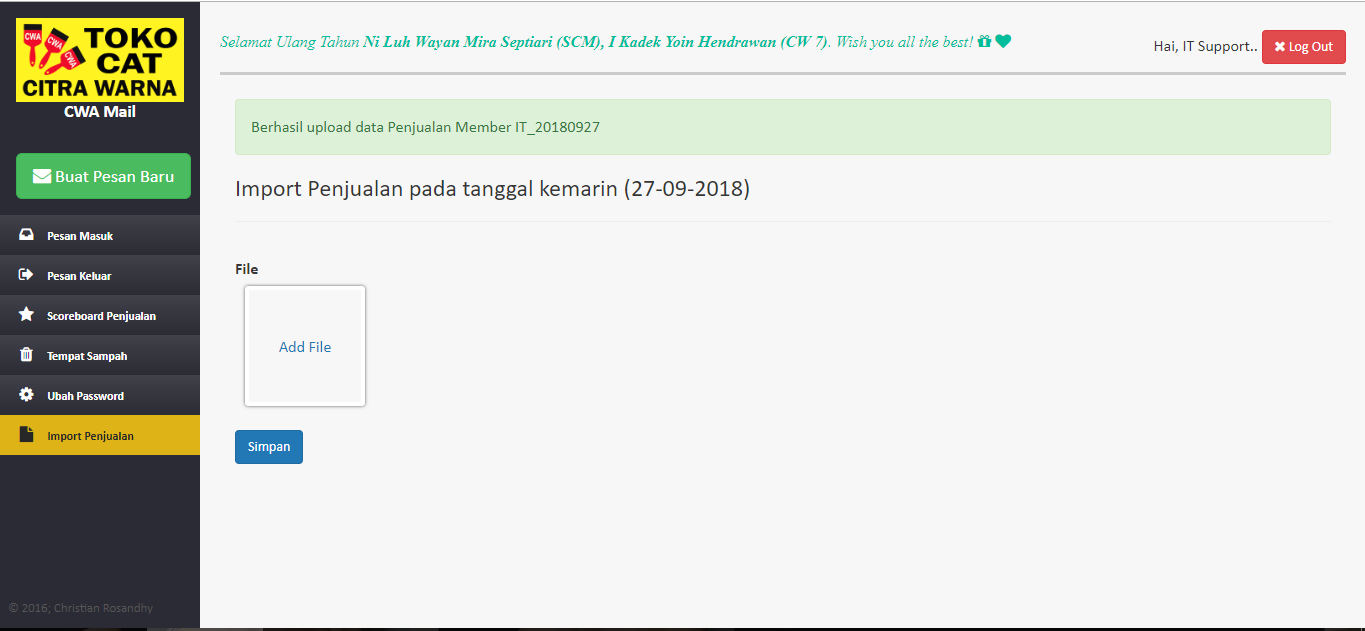 CWA
CWA
CWA
TOKO
CAT
CITRA WARNA
CWA Mail
Buat Pesan Baru
Pesan Masuk
Pesan Keluar
Scoreboard Penjualan
Tempat Sampah
Ubah Password
Import Penjualan
© 2016; Christian Rosandhy
Selamat Ulang Tahun Ni Luh Wayan Mira Septiari (SCM), I Kadek Yoin Hendrawan (CW 7). Wish you all the best!
Hai, IT Support.. Log Out
Berhasil upload data Penjualan Member IT_20180927
Import Penjualan pada tanggal kemarin (27-09-2018)
File
Add File
Simpan